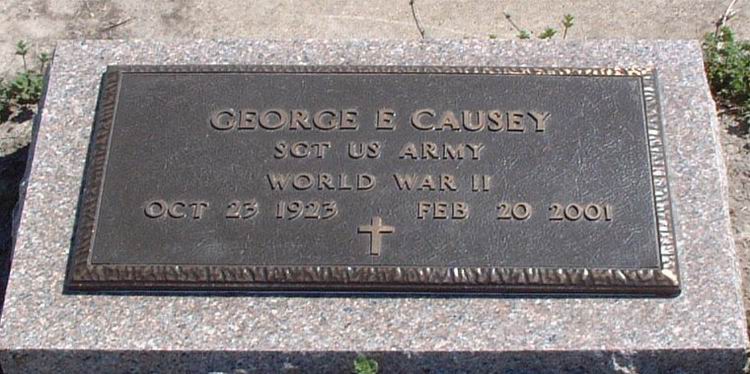 GEORGE E CAUSEY
SGT US ARMY
WORLD WAR II
OCT 23 1923 FEB 20 2001